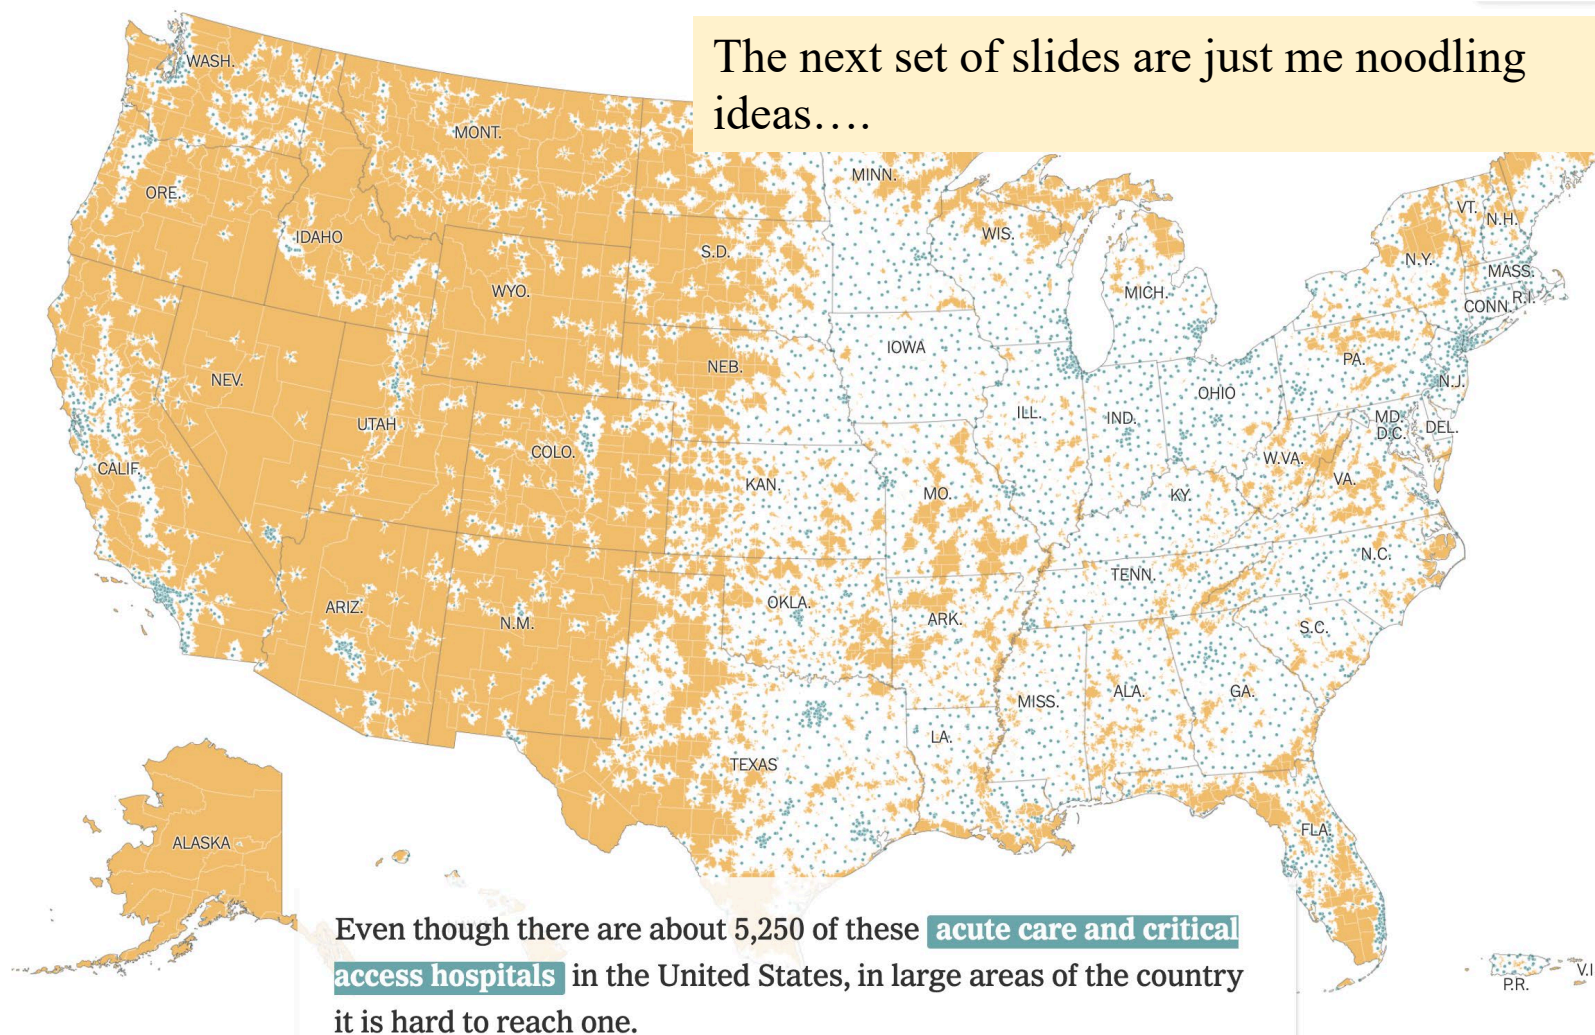 The next set of slides are just me noodling
ideas….
WASH.
MONT.
MINN.
ORE.
IDAHO
WYO.
S.D.
WIS.
MICH.
VT.
N.H.
N.Y.
MASS.
CONN.
R.I.
NEV.
UTAH
COLO.
NEB.
IOWA
ILL.
IND.
OHIO
PA.
N.J.
MD.
D.C.
DEL.
CALIF.
KAN.
MO.
KY.
W.VA.
VA.
ARIZ.
N.M.
OKLA.
ARK.
TENN.
N.C.
S.C.
TEXAS
LA.
MISS.
ALA.
GA.
FLA.
ALASKA
P.R.
V.I
Even though there are about 5,250 of these acute care and critical
access hospitals in the United States, in large areas of the country
it is hard to reach one.